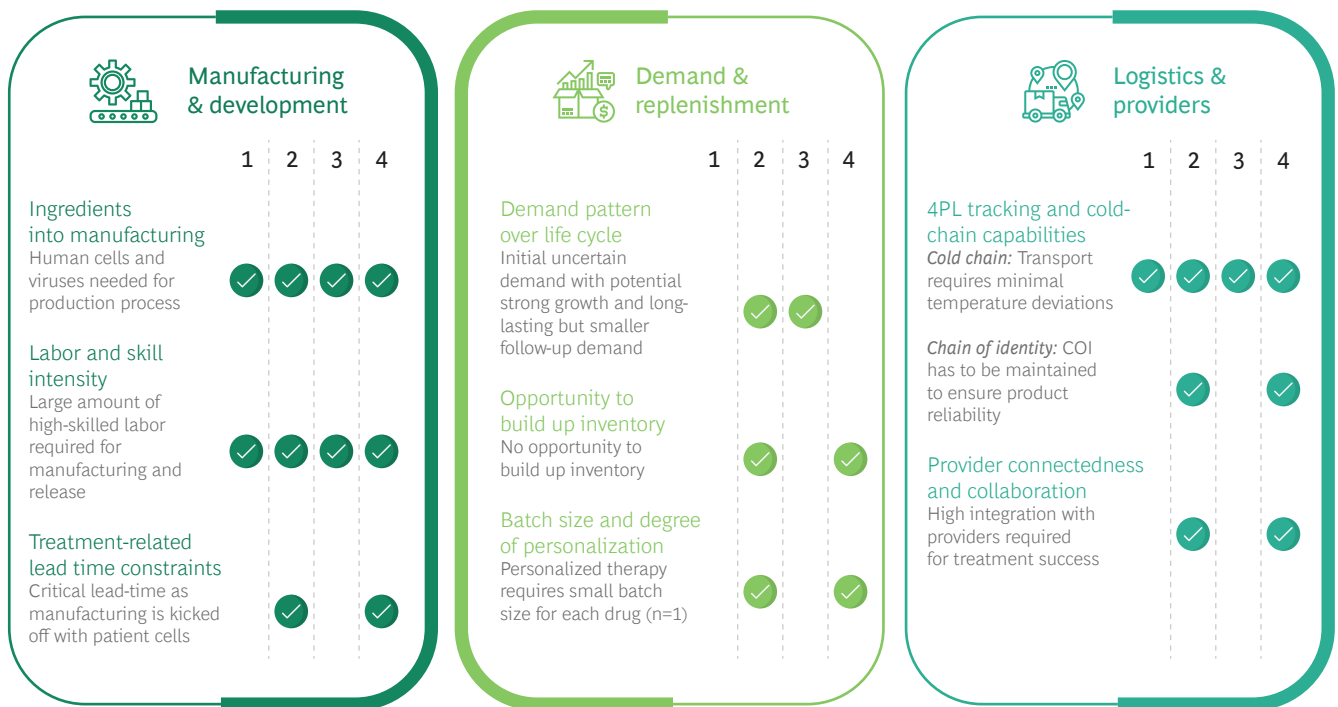 Manufacturing
& development
1 2 3 4
Ingredients
into manufacturing
Human cells and
viruses needed for
production process
Labor and skill
intensity
Large amount of
high-skilled labor
required for
manufacturing and
release
Treatment-related
lead time constraints
Critical lead-time as
manufacturing is kicked
off with patient cells
Demand &
replenishment
1 2 3 4
Demand pattern
over life cycle
Initial uncertain
demand with potential
strong growth and long-
lasting but smaller
follow-up demand
Opportunity to
build up inventory
No opportunity to
build up inventory
Batch size and degree
of personalization
Personalized therapy
requires small batch
size for each drug (n=1)
Logistics &
providers
1 2 3 4
4PL tracking and cold-
chain capabilities
Cold chain: Transport
requires minimal
temperature deviations
Chain of identity: COI
has to be maintained
to ensure product
reliability
Provider connectedness
and collaboration
High integration with
providers required
for treatment success